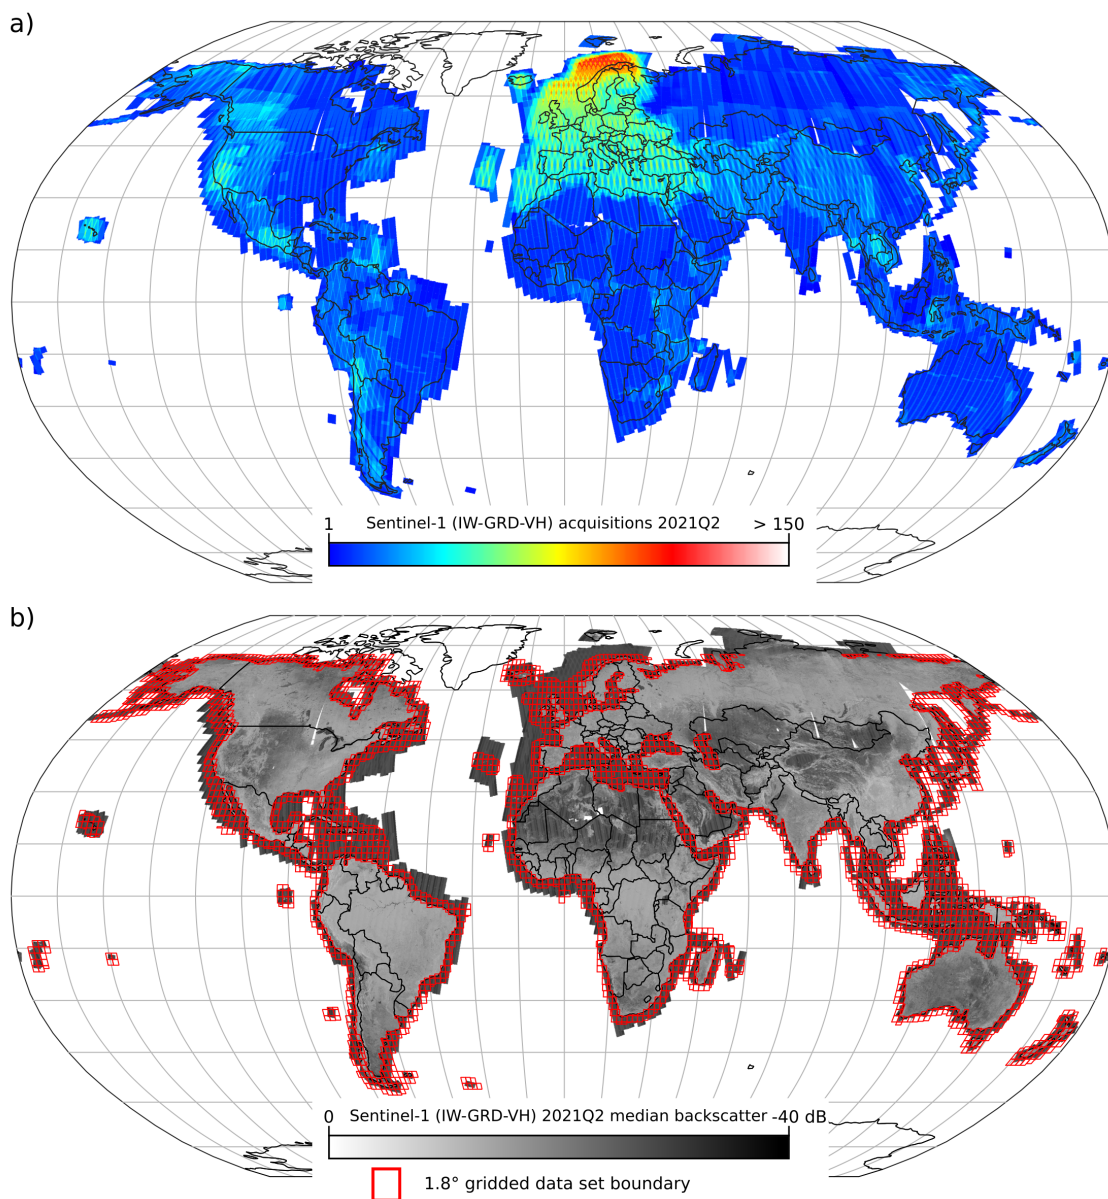 a)
1 Sentinel-1 (IW-GRD-VH) acquisitions 2021Q2 > 150
b)
0 Sentinel-1 (IW-GRD-VH) 2021Q2 median backscatter -40 dB
1.8° gridded data set boundary